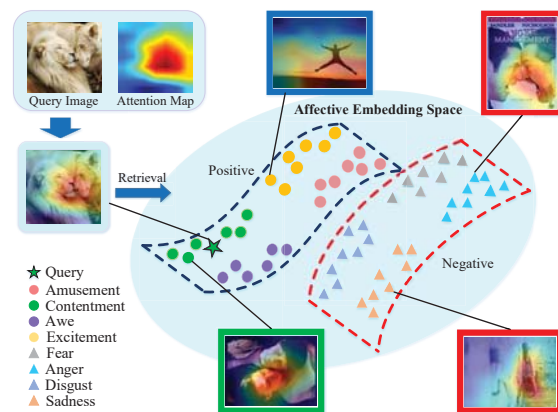 Query Image
Attention Map
Affective Embedding Space
Retrieval
Positive
Negative
Query
Amusement
Contentment
Awe
Excitement
Fear
Anger
Disgust
Sadness